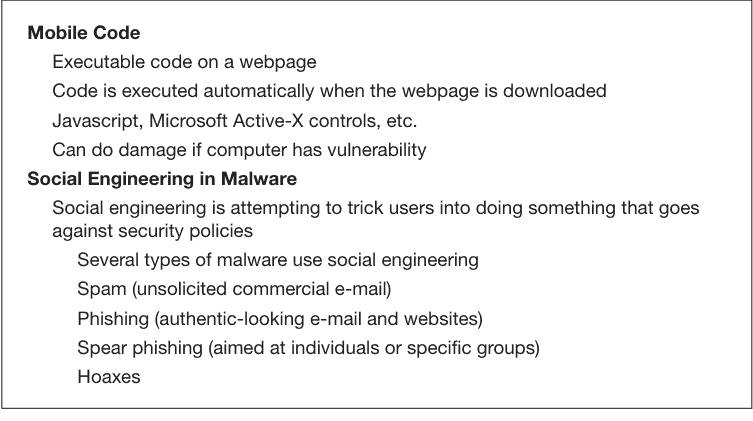 Mobile Code
Executable code on a webpage
Code is executed automatically when the webpage is downloaded
Javascript, Microsoft Active-X controls, etc.
Can do damage if computer has vulnerability
Social Engineering in Malware
Social engineering is attempting to trick users into doing something that goes
against security policies
Several types of malware use social engineering
Spam (unsolicited commercial e-mail)
Phishing (authentic-looking e-mail and websites)
Spear phishing (aimed at individuals or specific groups)
Hoaxes